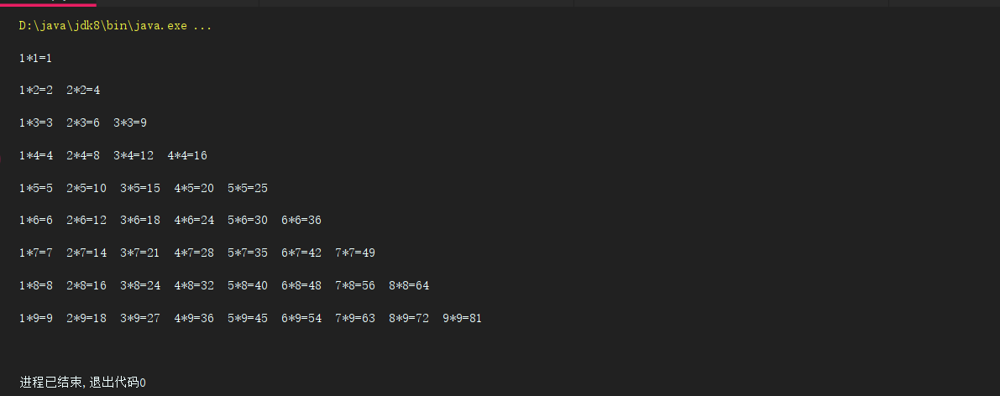 D:\java\jdk8\bin\java.exe ...
1*1=1
1*2=2  2*2=4
1*3=3  2*3=6  3*3=9
1*4=4  2*4=8  3*4=12  4*4=16
1*5=5  2*5=10  3*5=15  4*5=20  5*5=25
1*6=6  2*6=12  3*6=18  4*6=24  5*6=30  6*6=36
1*7=7  2*7=14  3*7=21  4*7=28  5*7=35  6*7=42  7*7=49
1*8=8  2*8=16  3*8=24  4*8=32  5*8=40  6*8=48  7*8=56  8*8=64
1*9=9  2*9=18  3*9=27  4*9=36  5*9=45  6*9=54  7*9=63  8*9=72  9*9=81
进程已结束,退出代码0